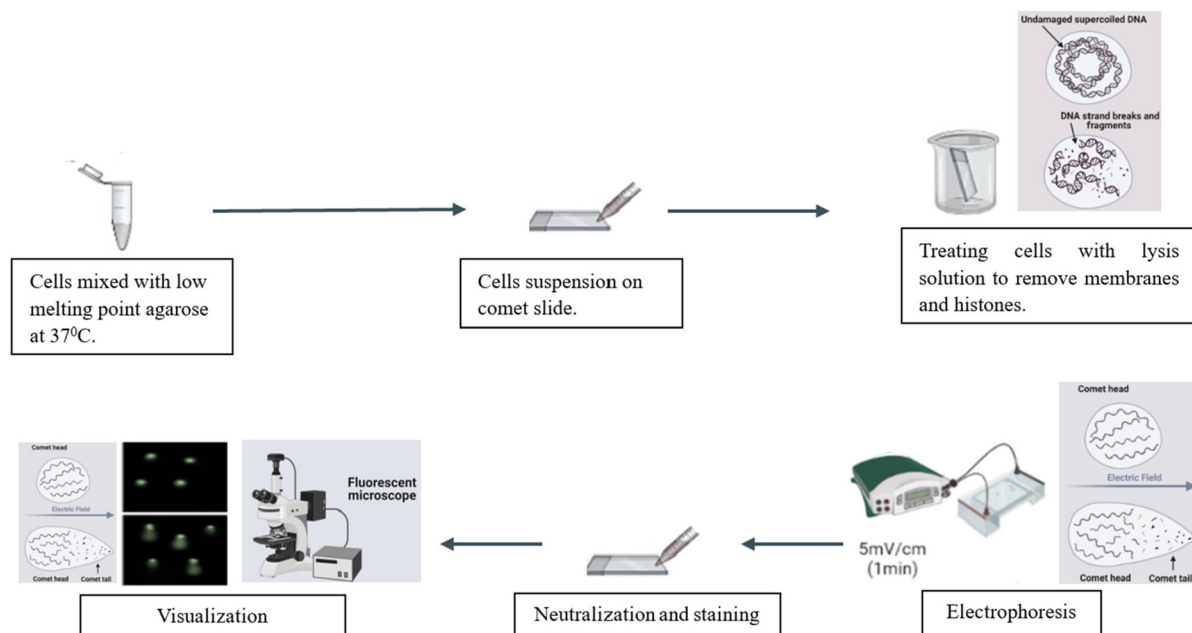 Undamaged supercoiled DNA
DNA strand breaks and
fragments
Cells mixed with low
melting point agarose
at 37⁰C.
Cells suspension on
comet slide.
Treating cells with lysis
solution to remove membranes
and histones.
Comet head
Electric Field
Comet head
Comet tail
Fluorescent
microscope
Visualization
Neutralization and staining
5mV/cm
(1min)
Comet head
Electric Field
Comet head
Comet tail
Electrophoresis